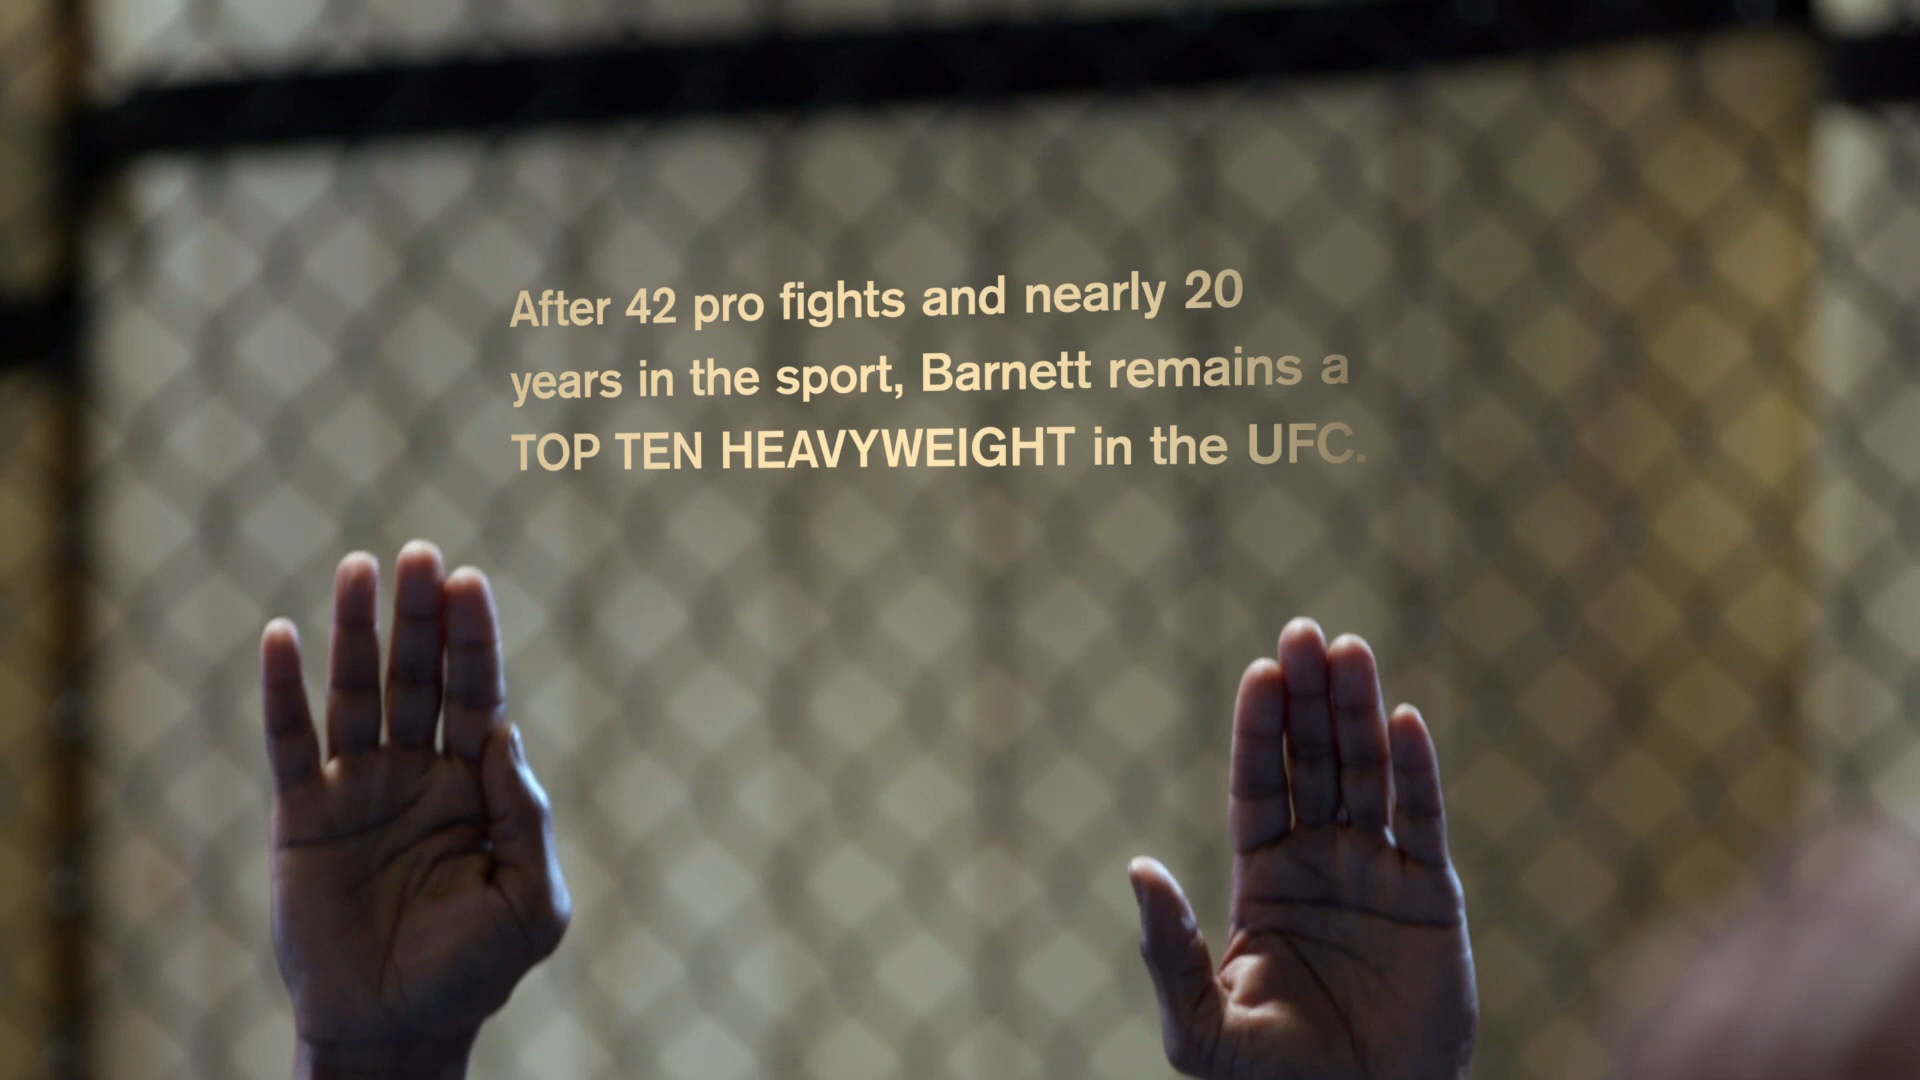 After 42 pro fights and nearly 20
years in the sport, Barnett remains a
TOP TEN HEAVYWEIGHT in the UFC.